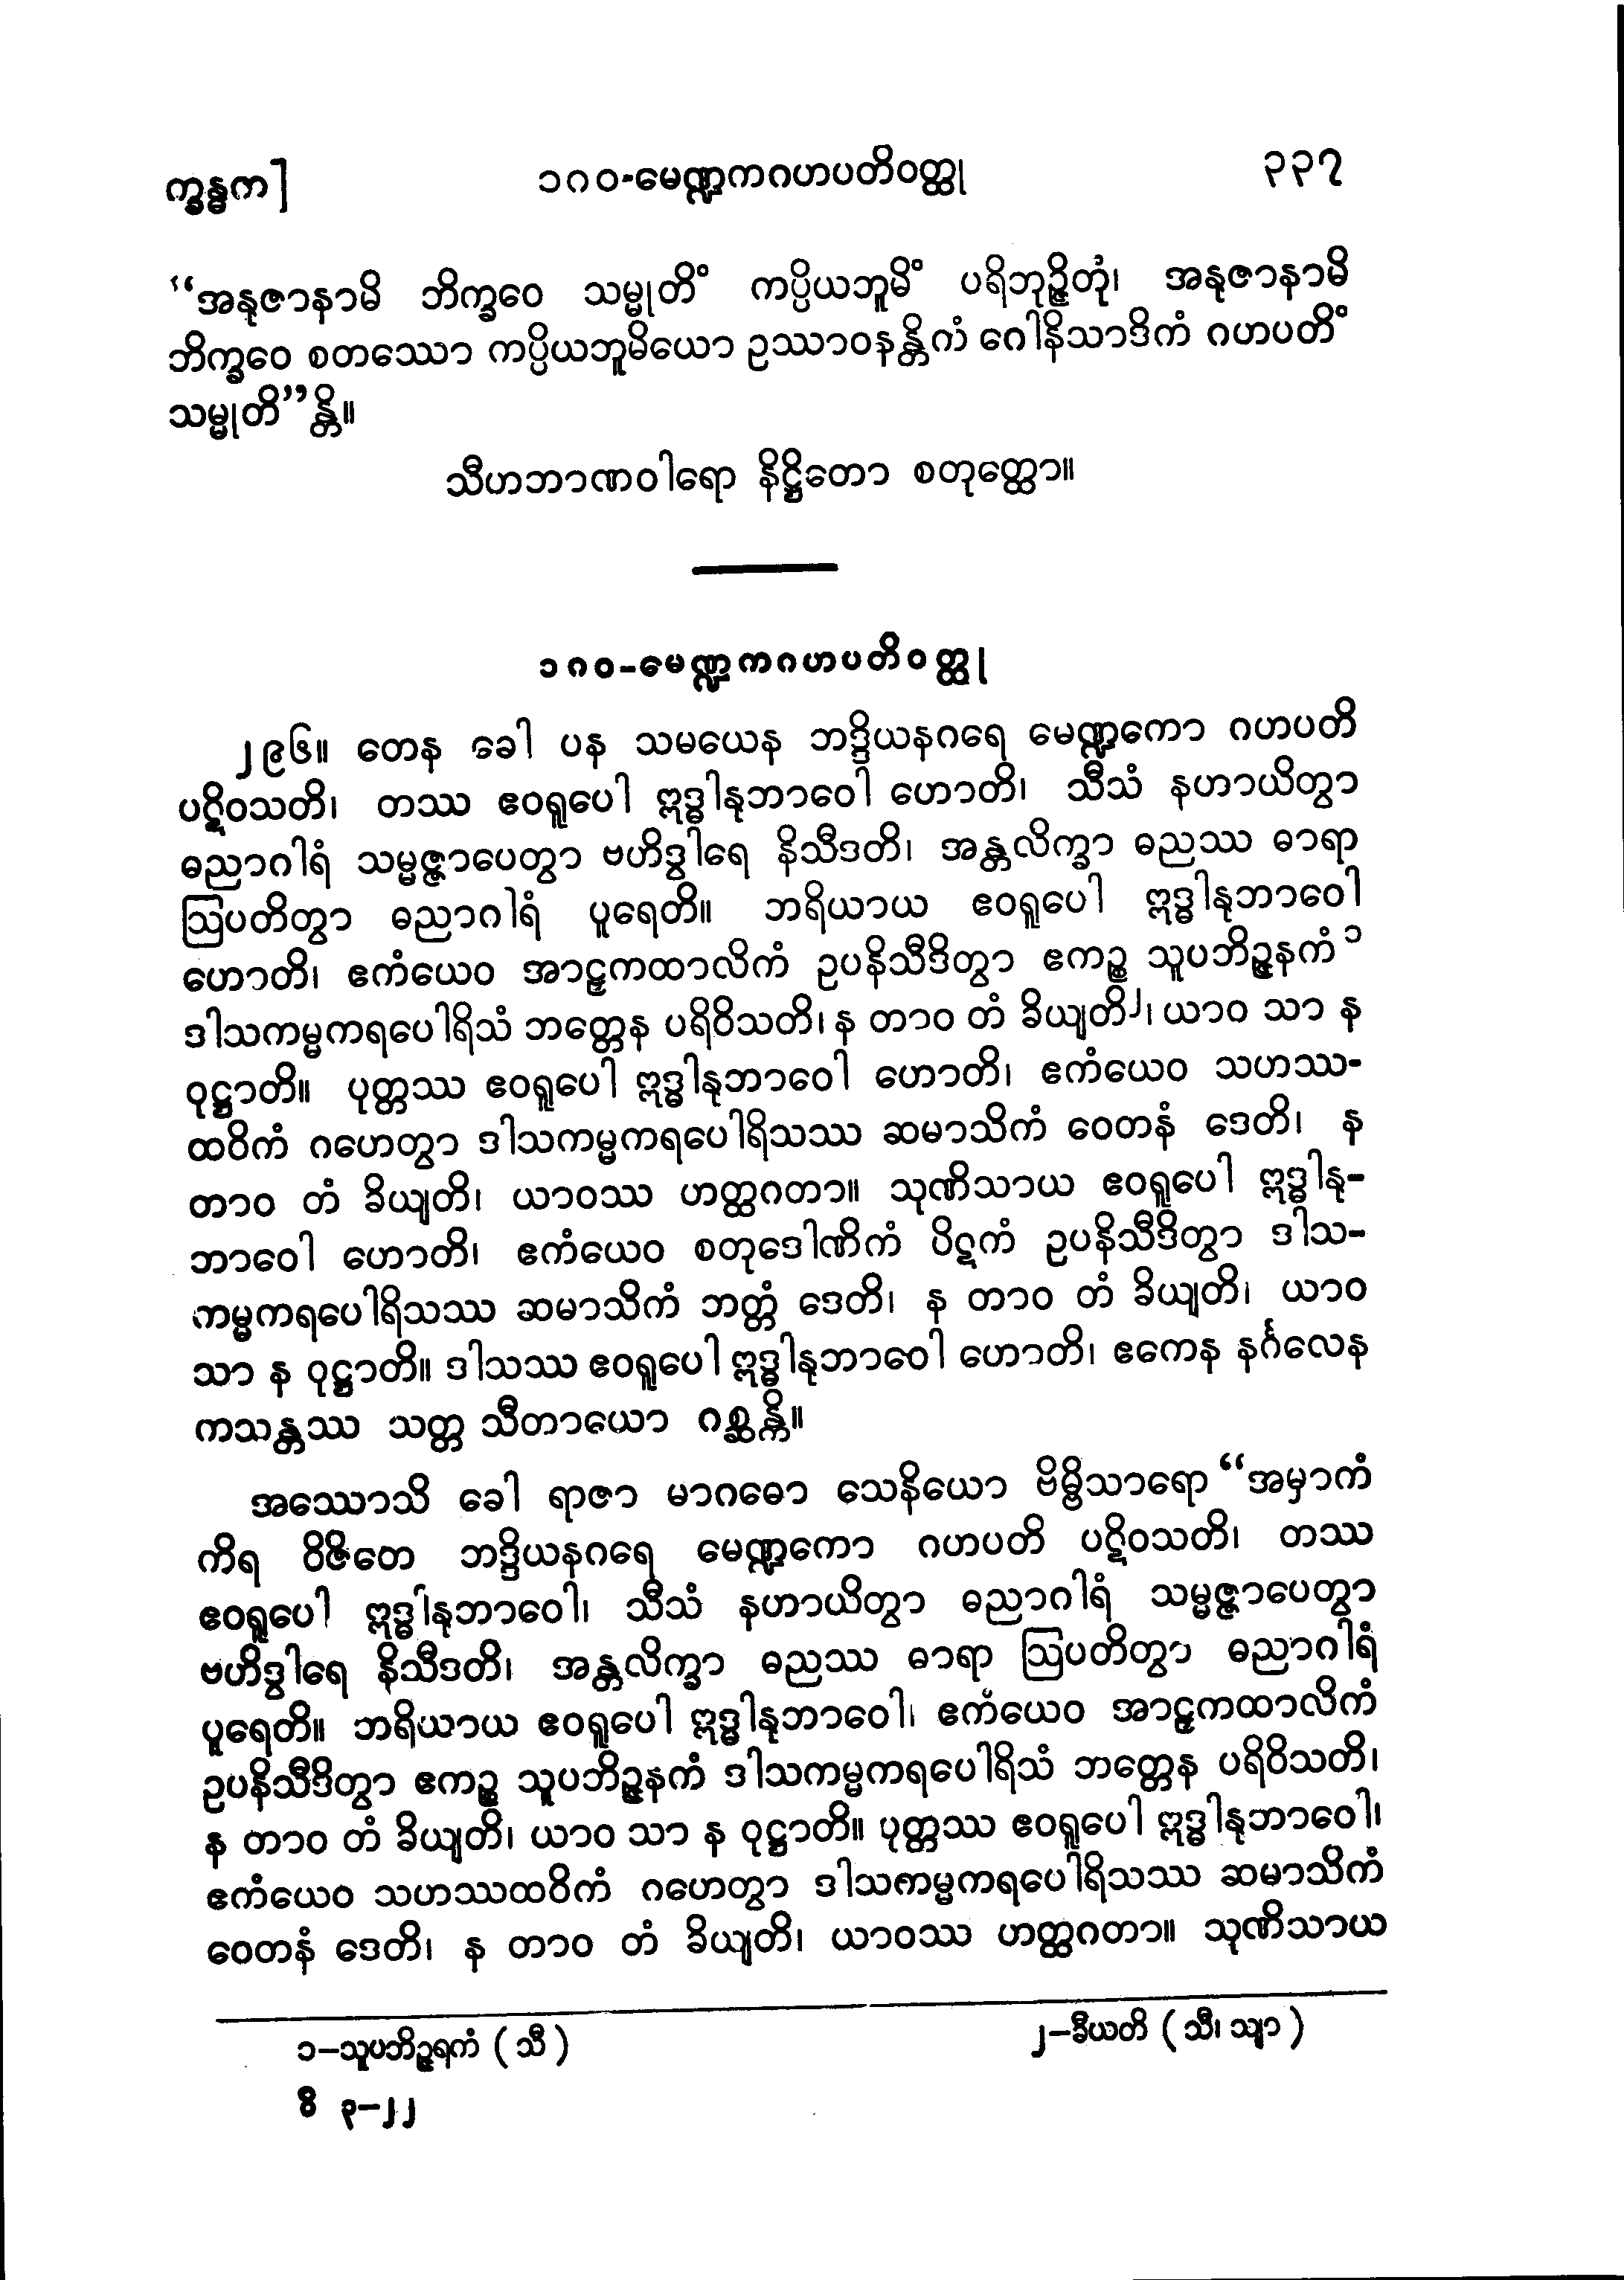 က္ခန္ဓက]
၁၈၀-မေဏ္ဍကဂဟပတိဝတ္ထု
၃၃၇
“အနုဇာနာမိ ဘိက္ခဝေ သမ္မုတိံ ကပ္ပိယဘူမိံ ပရိဘုဉ္ဇိတုံ၊ အနုဇာနာမိ
ဘိက္ခဝေ စတဿော ကပ္ပိယဘူမိယော ဥဿာဝနန္တိကံ ဂေါနိသာဒိကံ ဂဟပတိံ
သမ္မုတိ”န္တိ။
သီဟဘာဏဝါရော နိဋ္ဌိတော စတုတ္ထော။
၁၈၀-မေဏ္ဍကဂဟပတိဝတ္ထု
၂၉၆။ တေန ခေါ ပန သမယေန ဘဒ္ဒိယနဂရေ မေဏ္ဍကော ဂဟပတိ
ပဋိဝသတိ၊ တဿ ဧဝရူပေါ ဣဒ္ဓါနုဘာဝေါ ဟောတိ၊ သီသံ နဟာယိတွာ
ဓညာဂါရံ သမ္မဇ္ဇာပေတွာ ဗဟိဒွါရေ နိသီဒတိ၊ အန္တလိက္ခာ ဓညဿ ဓာရာ
ဩပတိတွာ ဓညာဂါရံ ပူရေတိ။ ဘရိယာယ ဧဝရူပေါ ဣဒ္ဓါနုဘာဝေါ
ဟောတိ၊ ဧကံယေဝ အာဠှကထာလိကံ ဥပနိသီဒိတွာ ဧကဉ္စ သူပဘိဉ္ဇနကံ၁
ဒါသကမ္မကရပေါရိသံ ဘတ္တေန ပရိဝိသတိ၊ န တာဝ တံ ခိယျတိ၂၊ ယာဝ သာ န
ဝုဋ္ဌာတိ။ ပုတ္တဿ ဧဝရူပေါ ဣဒ္ဓါနုဘာဝေါ ဟောတိ၊ ဧကံယေဝ သဟဿ-
ထဝိကံ ဂဟေတွာ ဒါသကမ္မကရပေါရိသဿ ဆမာသိကံ ဝေတနံ ဒေတိ၊ န
တာဝ တံ ခိယျတိ၊ ယာဝဿ ဟတ္ထဂတာ။ သုဏိသာယ ဧဝရူပေါ ဣဒ္ဓါနု-
ဘာဝေါ ဟောတိ၊ ဧကံယေဝ စတုဒေါဏိကံ ပိဋကံ ဥပနိသီဒိတွာ ဒါသ-
ကမ္မကရပေါရိသဿ ဆမာသိကံ ဘတ္တံ ဒေတိ၊ န တာဝ တံ ခိယျတိ၊ ယာဝ
သာ န ဝုဋ္ဌာတိ။ ဒါသဿ ဧဝရူပေါ ဣဒ္ဓါနုဘာဝေါ ဟောတိ၊ ဧကေန နင်္ဂလေန
ကသန္တဿ သတ္တ သီတာယော ဂစ္ဆန္တိ။
အဿောသိ ခေါ ရာဇာ မာဂဓော သေနိယော ဗိမ္ဗိသာရော “အမှာကံ
ကိရ ဝိဇိတေ ဘဒ္ဒိယနဂရေ မေဏ္ဍကော ဂဟပတိ ပဋိဝသတိ၊ တဿ
ဧဝရူပေါ ဣဒ္ဓါနုဘာဝေါ၊ သီသံ နဟာယိတွာ ဓညာဂါရံ သမ္မဇ္ဇာပေတွာ
ဗဟိဒွါရေ နိသီဒတိ၊ အန္တလိက္ခာ ဓညဿ ဓာရာ ဩပတိတွာ ဓညာဂါရံ
ပူရေတိ။ ဘရိယာယ ဧဝရူပေါ ဣဒ္ဓါနုဘာဝေါ၊ ဧကံယေဝ အာဠှကထာလိကံ
ဥပနိသီဒိတွာ ဧကဉ္စ သူပဘိဉ္ဇနကံ ဒါသကမ္မကရပေါရိသံ ဘတ္တေန ပရိဝိသတိ၊
န တာဝ တံ ခိယျတိ၊ ယာဝ သာ န ဝုဋ္ဌာတိ။ ပုတ္တဿ ဧဝရူပေါ ဣဒ္ဓါနုဘာဝေါ၊
ဧကံယေဝ သဟဿထဝိကံ ဂဟေတွာ ဒါသကမ္မကရပေါရိသဿ ဆမာသိကံ
ဝေတနံ ဒေတိ၊ န တာဝ တံ ခိယျတိ၊ ယာဝဿ ဟတ္ထဂတာ။ သုဏိသာယ
၁-သူပဘိဉ္ဇရကံ (သီ)
၂-ခီယတိ (သီ၊ သျာ)
ဝိ ၃-၂၂